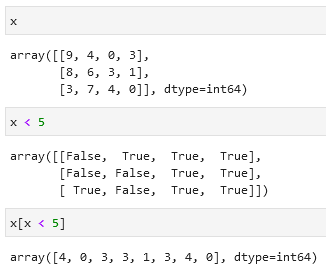 x
array([[9, 4, 0, 3],
       [8, 6, 3, 1],
       [3, 7, 4, 0]], dtype=int64)
x < 5
array([[False,  True,  True,  True],
       [False, False,  True,  True],
       [ True, False,  True,  True]])
x[x < 5]
array([4, 0, 3, 3, 1, 3, 4, 0], dtype=int64)